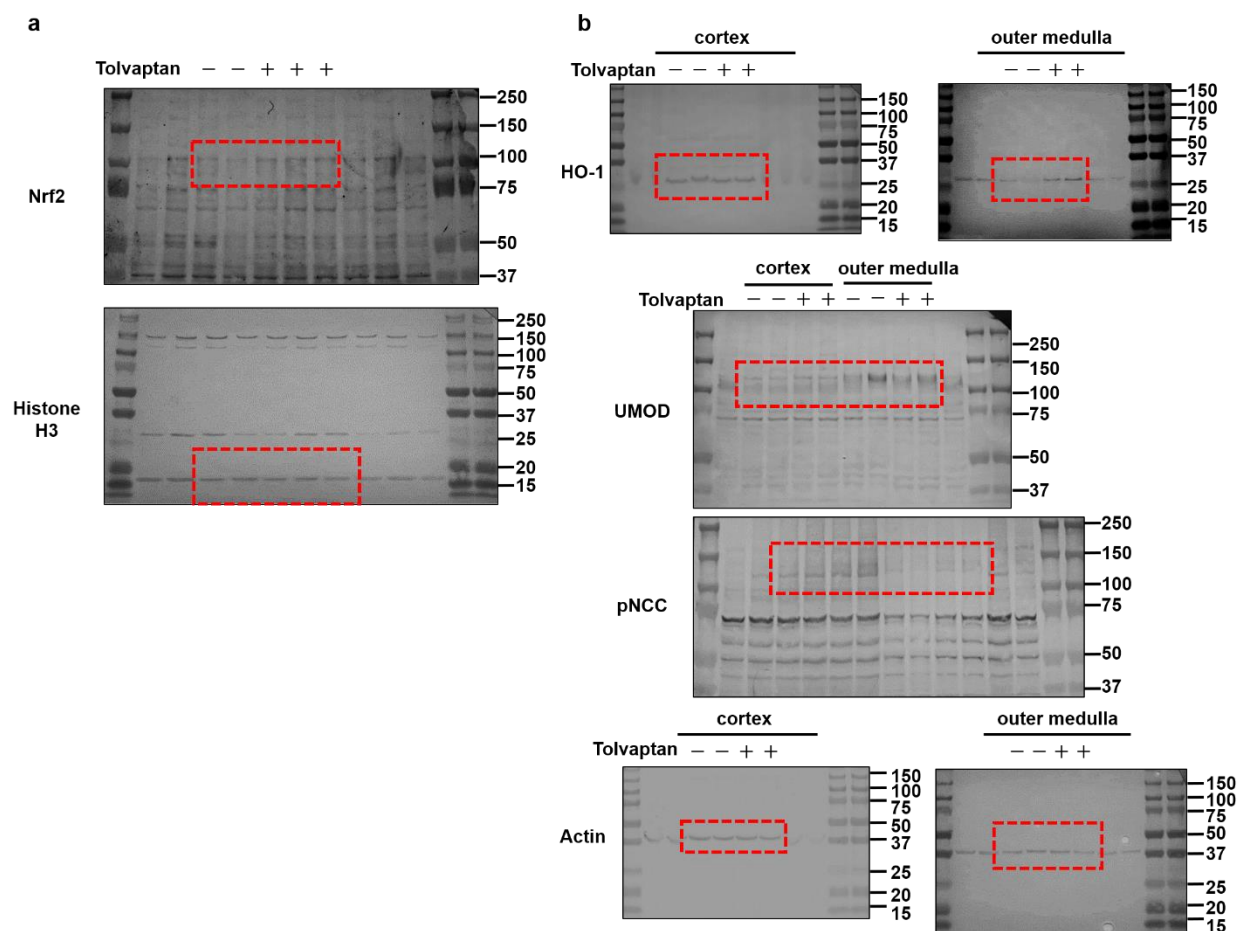 a
Tolvaptan − − + + +
Nrf2
250
150
100
75
50
37
Histone
H3
250
150
100
75
50
37
25
20
15
b
cortex
Tolvaptan − − + +
HO-1
150
100
75
50
37
25
20
15
outer medulla
− − + +
150
100
75
50
37
25
20
15
cortex outer medulla
Tolvaptan − − + + − − + +
UMOD
250
150
100
75
50
37
pNCC
250
150
100
75
50
37
cortex
Tolvaptan − − + +
Actin
150
100
75
50
37
25
20
15
outer medulla
− − + +
150
100
75
50
37
25
20
15